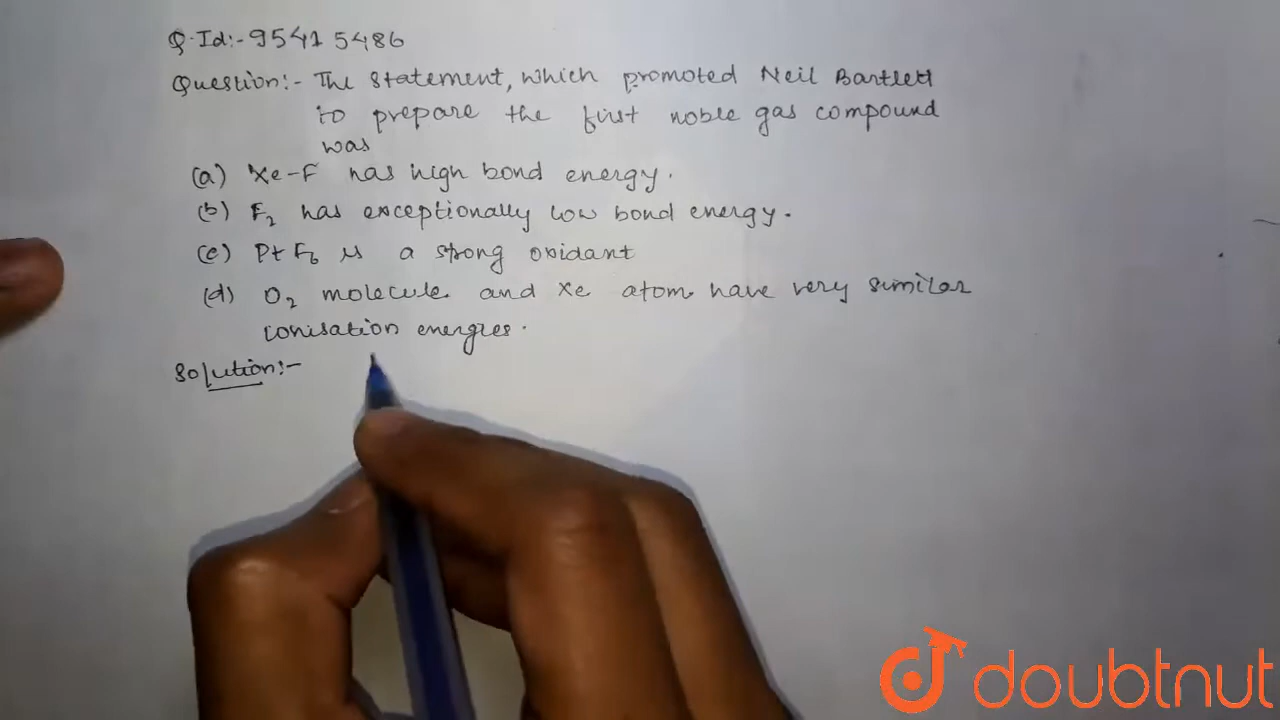 Q.Id:- 95415486
Question:- The statement, which promoted Neil Bartlett
to prepare the first noble gas compound
was
(a) Xe-F has high bond energy.
(b) F₂ has exceptionally low bond energy.
(c) PtF₆ is a strong oxidant
(d) O₂ molecule and Xe atom have very similar
ionisation energies.
Solution:-
doubtnut